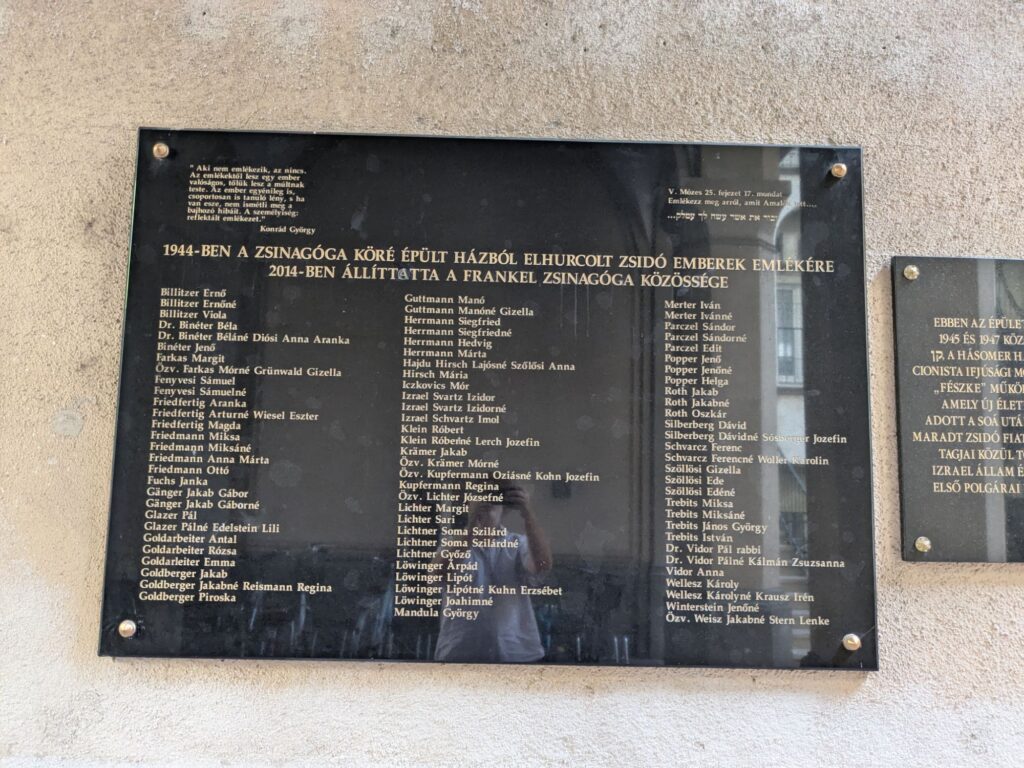 " Aki nem emlékezik, az nincs.
Az emlékektől lesz egy ember
valóságos, tőlük lesz a múltnak
teste. Az ember egyénileg is,
csoportosan is tanuló lény, s ha
van esze, nem ismétli meg a
bajhozó hibáit. A személyiség:
reflektált emlékezet."
Konrád György
V. Mózes 25. fejezet 17. mundat
Emlékezz meg arról, amit Amalék tett....
זכור את אשר עשה לך עמלק...
1944-BEN A ZSINAGÓGA KÖRÉ ÉPÜLT HÁZBÓL ELHURCOLT ZSIDÓ EMBEREK EMLÉKÉRE
2014-BEN ÁLLÍTTATTA A FRANKEL ZSINAGÓGA KÖZÖSSÉGE
Billitzer Ernő
Billitzer Ernőné
Billitzer Viola
Dr. Binéter Béla
Dr. Binéter Béláné Diósi Anna Aranka
Binéter Jenő
Farkas Margit
Özv. Farkas Mórné Grünwald Gizella
Fenyvesi Sámuel
Fenyvesi Sámuelné
Friedfertig Aranka
Friedfertig Arturné Wiesel Eszter
Friedfertig Magda
Friedmann Miksa
Friedmann Miksáné
Friedmann Anna Márta
Friedmann Ottó
Fuchs Janka
Gänger Jakab Gábor
Gänger Jakab Gáborné
Glazer Pál
Glazer Pálné Edelstein Lili
Goldarbeiter Antal
Goldarbeiter Rózsa
Goldarleiter Emma
Goldberger Jakab
Goldberger Jakabné Reismann Regina
Goldberger Piroska
Guttmann Manó
Guttmann Manóné Gizella
Herrmann Siegfried
Herrmann Siegfriedné
Herrmann Hedvig
Herrmann Márta
Hajdu Hirsch Lajosné Szőlősi Anna
Hirsch Mária
Iczkovics Mór
Izrael Svartz Izidor
Izrael Svartz Izidorné
Izrael Schvartz Imol
Klein Róbert
Klein Róbernné Lerch Jozefin
Krämer Jakab
Özv. Krämer Mórné
Özv. Kupfermann Oziásné Kohn Jozefin
Kupfermann Regina
Özv. Lichter Józsefné
Lichter Margit
Lichter Sari
Lichtner Soma Szilárd
Lichtner Soma Szilárdné
Lichtner Győző
Löwinger Árpád
Löwinger Lipót
Löwinger Lipótné Kuhn Erzsébet
Löwinger Joahimné
Mandula György
Merter Iván
Merter Ivánné
Parczel Sándor
Parczel Sándorné
Parczel Edit
Popper Jenő
Popper Jenőné
Popper Helga
Roth Jakab
Roth Jakabné
Roth Oszkár
Silberberg Dávid
Silberberg Dávidné Sósberger Jozefin
Schvarcz Ferenc
Schvarcz Ferencné Woller Karolin
Szöllösi Gizella
Szöllösi Ede
Szöllösi Edéné
Trebits Miksa
Trebits Miksáné
Trebits János György
Trebits István
Dr. Vidor Pál rabbi
Dr. Vidor Pálné Kálmán Zsuzsanna
Vidor Anna
Wellesz Károly
Wellesz Károlyné Krausz Irén
Winterstein Jenőné
Özv. Weisz Jakabné Stern Lenke
EBBEN AZ
1945 ÉS 1947
קן, A HÁSOMER
CIONISTA IFJÚSÁGI
„FÉSZKE”
AMELY ÚJ
ADOTT A SOÁ
MARADT ZSIDÓ
TAGJAI KÖZÜL
IZRAEL ÁLLAM
ELSŐ POLGÁRAI